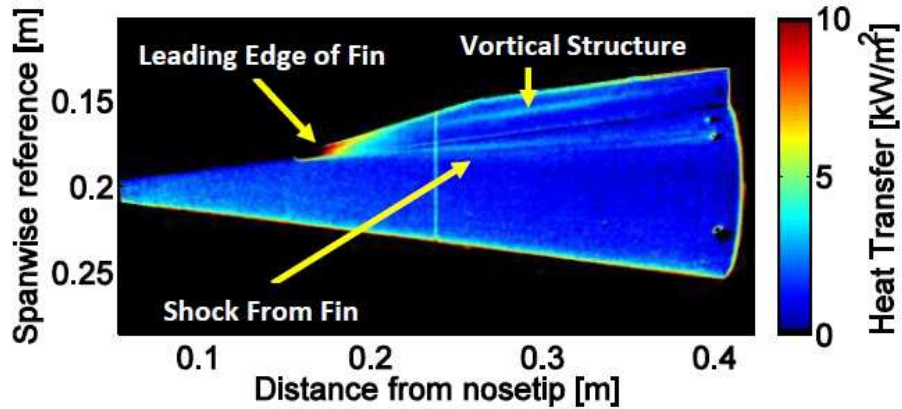 Leading Edge of Fin
Vortical Structure
Shock From Fin
Spanwise reference [m]
0.15
0.2
0.25
0.1
0.2
0.3
0.4
Distance from nosetip [m]
10
5
0
Heat Transfer [kW/m²]